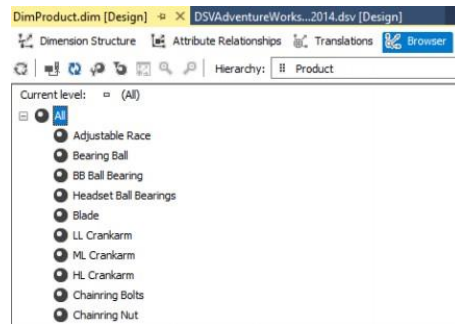 DimProduct.dim [Design] DSVAdventureWorks...2014.dsv [Design]
Dimension Structure Attribute Relationships Translations Browser
Hierarchy: Product
Current level: (All)
All
Adjustable Race
Bearing Ball
BB Ball Bearing
Headset Ball Bearings
Blade
LL Crankarm
ML Crankarm
HL Crankarm
Chainring Bolts
Chainring Nut